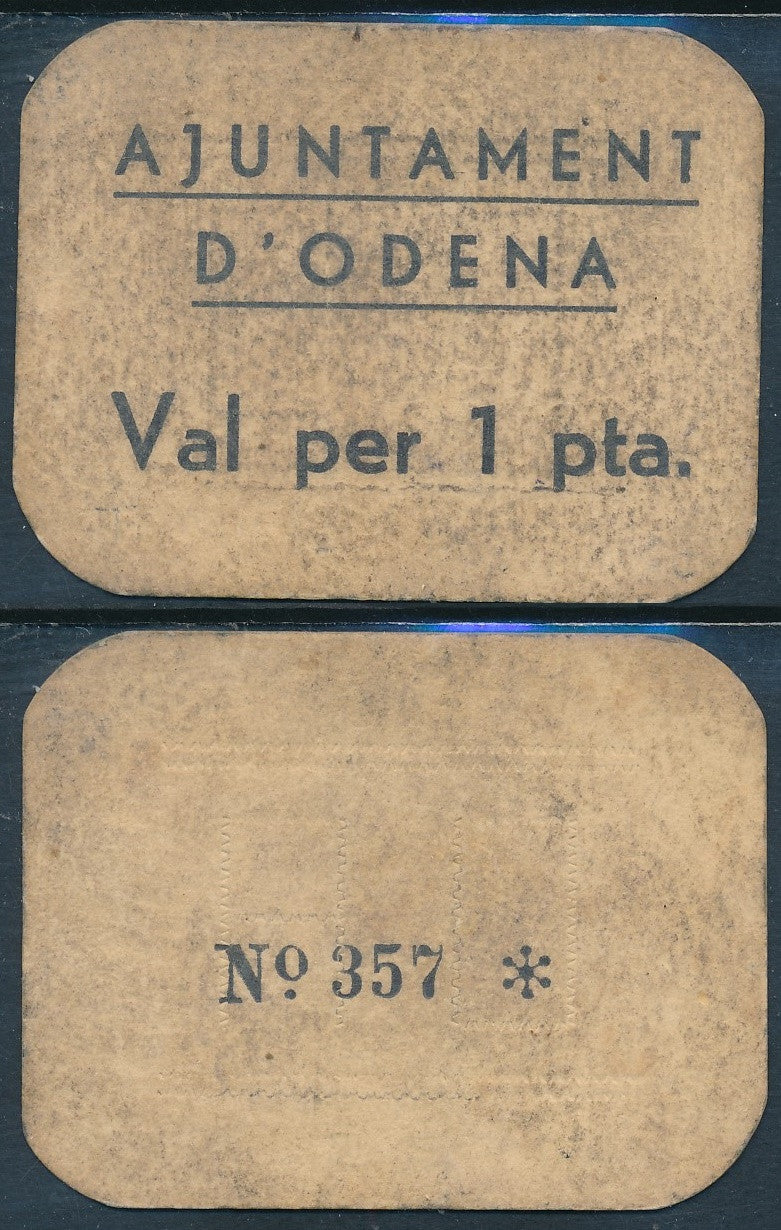 AJUNTAMENT
D'ODENA
Val per 1 pta.
Nº 357 *